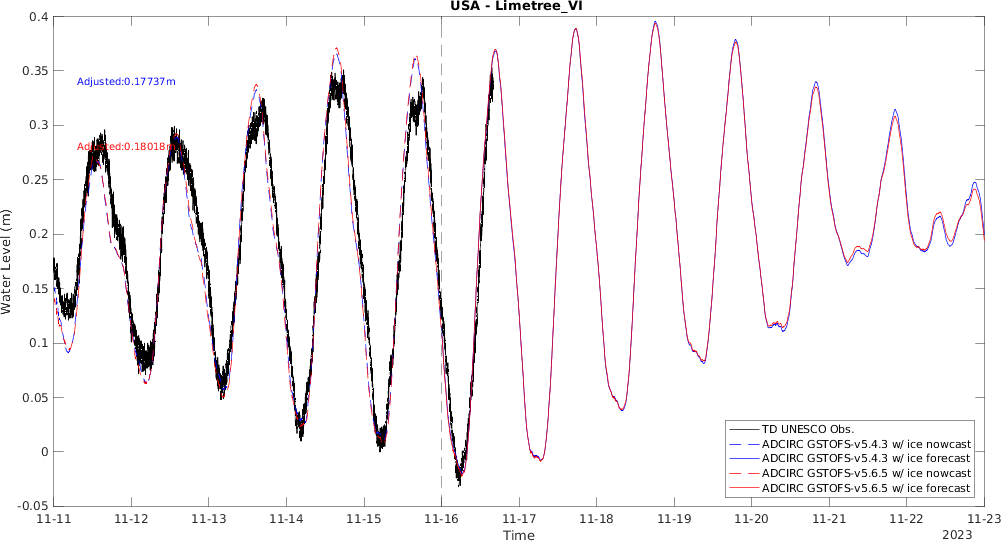 USA - Limetree_VI
0.4
0.35
0.3
0.25
0.2
0.15
0.1
0.05
0
-0.05
Water Level (m)
Adjusted:0.17737m
Adjusted:0.18018m
TD UNESCO Obs.
ADCIRC GSTOFS-v5.4.3 w/ ice nowcast
ADCIRC GSTOFS-v5.4.3 w/ ice forecast
ADCIRC GSTOFS-v5.6.5 w/ ice nowcast
ADCIRC GSTOFS-v5.6.5 w/ ice forecast
11-11 11-12 11-13 11-14 11-15 11-16 11-17 11-18 11-19 11-20 11-21 11-22 11-23
Time
2023